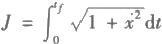 J = ∫₀^{t_f} √(1 + ẋ²) dt